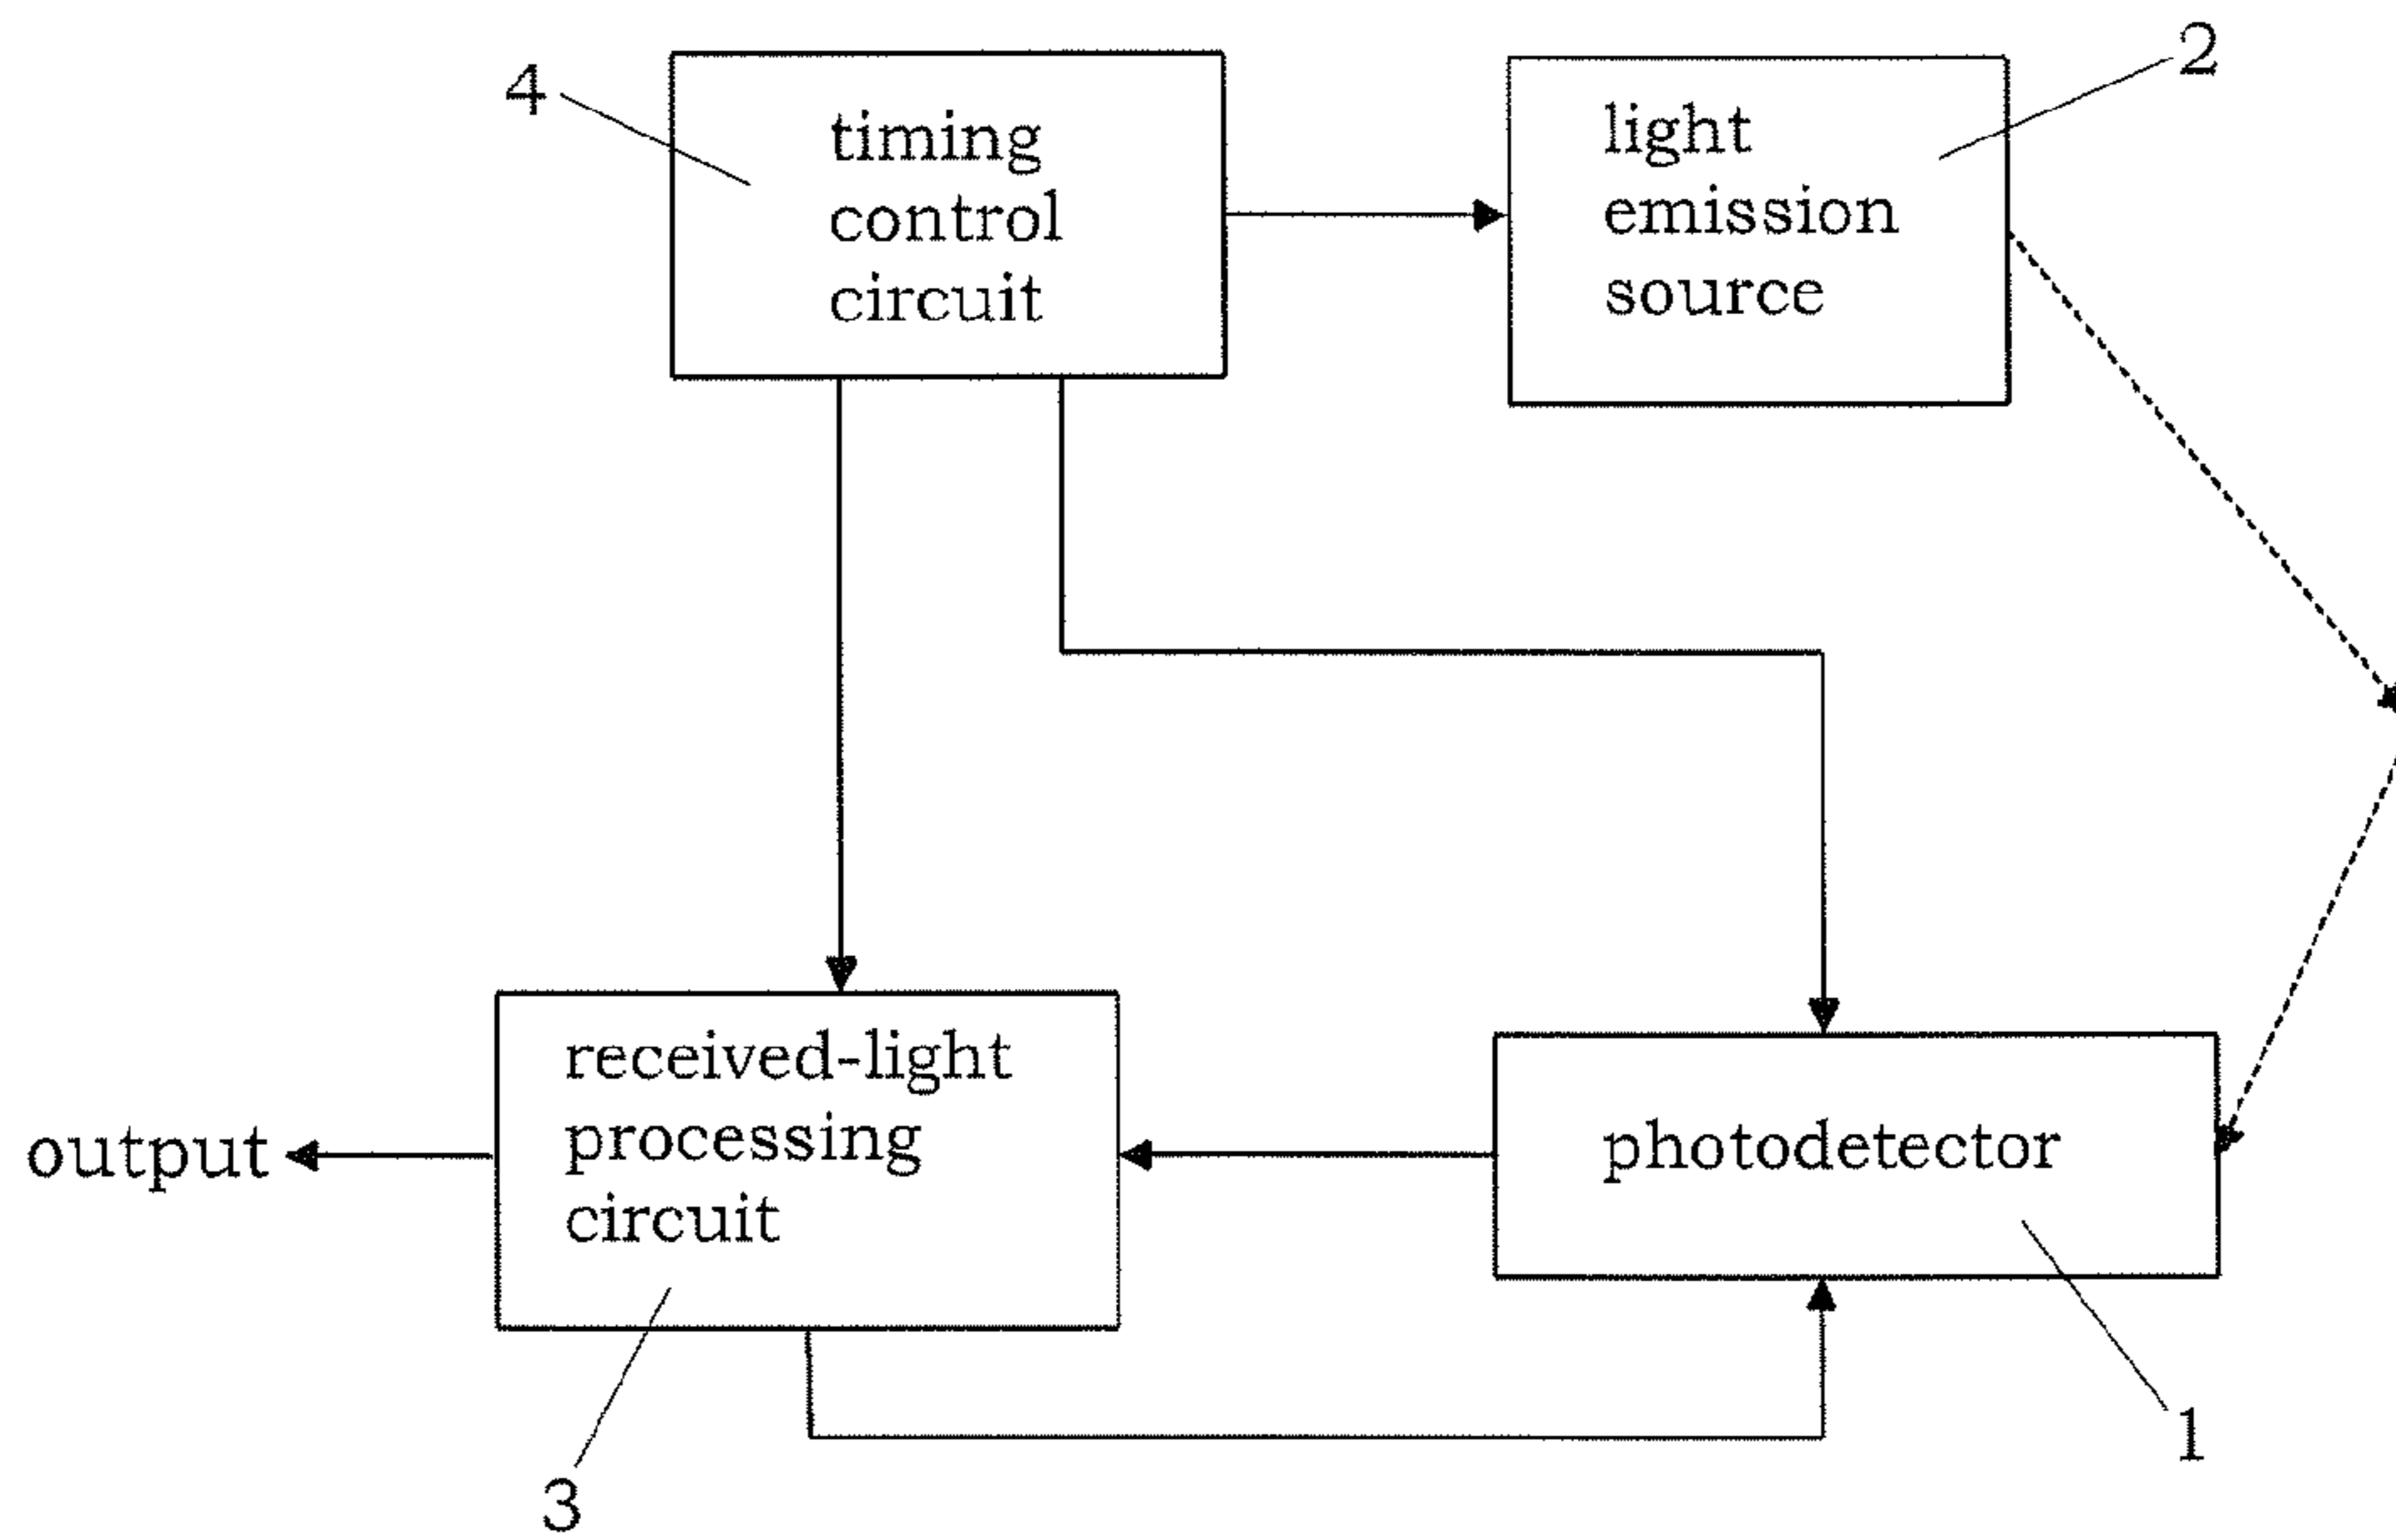 4
timing
control
circuit
light
emission
source
2
output
received-light
processing
circuit
photodetector
3
1